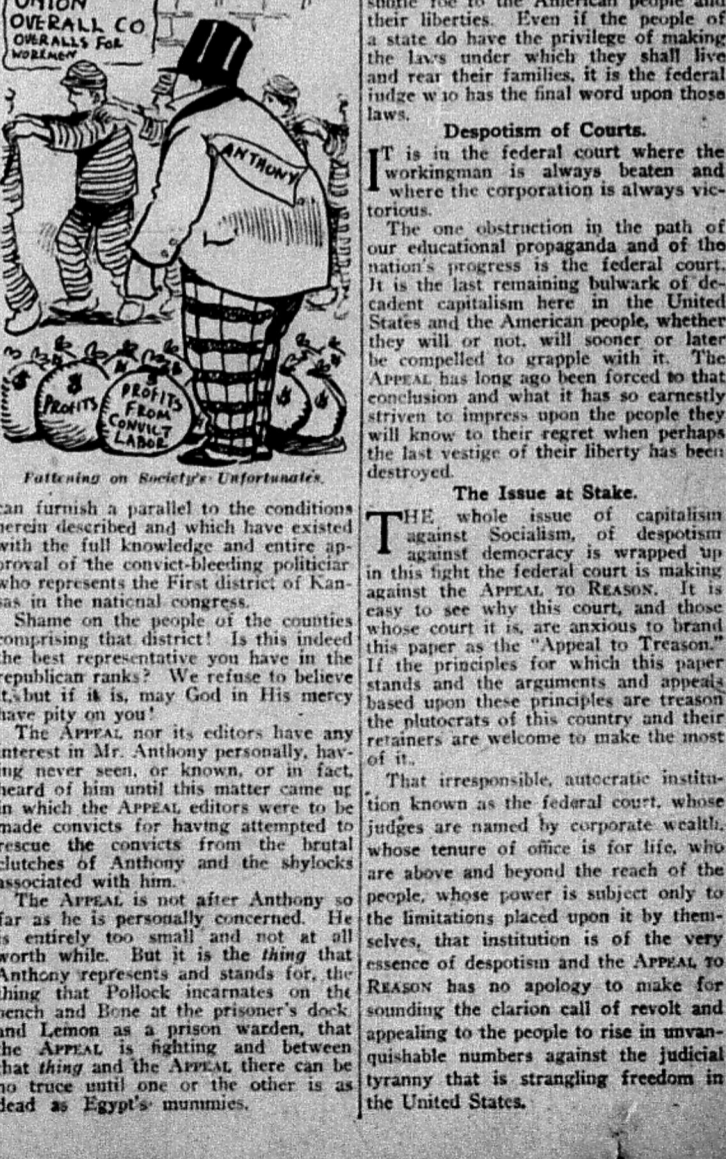 UNION
OVERALL CO
OVERALLS FOR
WORKMEN
ANTHONY
$
PROFITS
$
PROFITS
FROM
CONVICT
LABOR
$
$
Fattening on Society's Unfortunates.
can furnish a parallel to the conditions
herein described and which have existed
with the full knowledge and entire ap-
proval of the convict-bleeding politician
who represents the First district of Kan-
sas in the national congress.
Shame on the people of the counties
comprising that district! Is this indeed
the best representative you have in the
republican ranks? We refuse to believe
it, but if it is, may God in His mercy
have pity on you!
The APPEAL nor its editors have any
interest in Mr. Anthony personally, hav-
ing never seen, or known, or in fact,
heard of him until this matter came up
in which the APPEAL editors were to be
made convicts for having attempted to
rescue the convicts from the brutal
clutches of Anthony and the shylocks
associated with him.
The APPEAL is not after Anthony so
far as he is personally concerned. He
is entirely too small and not at all
worth while. But it is the thing that
Anthony represents and stands for, the
thing that Pollock incarnates on the
bench and Bone at the prisoner's dock
and Lemon as a prison warden, that
the APPEAL is fighting and between
that thing and the APPEAL there can be
no truce until one or the other is as
dead as Egypt's mummies.
to the American people and
their liberties. Even if the people of
a state do have the privilege of making
the laws under which they shall live
and rear their families, it is the federal
judge who has the final word upon those
laws.
Despotism of Courts.
IT is in the federal court where the
workingman is always beaten and
where the corporation is always vic-
torious.
The one obstruction in the path of
our educational propaganda and of the
nation's progress is the federal court.
It is the last remaining bulwark of de-
cadent capitalism here in the United
States and the American people, whether
they will or not, will sooner or later
be compelled to grapple with it. The
APPEAL has long ago been forced to that
conclusion and what it has so earnestly
striven to impress upon the people they
will know to their regret when perhaps
the last vestige of their liberty has been
destroyed.
The Issue at Stake.
THE whole issue of capitalism
against Socialism, of despotism
against democracy is wrapped up
in this fight the federal court is making
against the APPEAL TO REASON. It is
easy to see why this court, and those
whose court it is, are anxious to brand
this paper as the "Appeal to Treason."
If the principles for which this paper
stands and the arguments and appeals
based upon these principles are treason
the plutocrats of this country and their
retainers are welcome to make the most
of it.
That irresponsible, autocratic institu-
tion known as the federal court, whose
judges are named by corporate wealth,
whose tenure of office is for life, who
are above and beyond the reach of the
people, whose power is subject only to
the limitations placed upon it by them-
selves, that institution is of the very
essence of despotism and the APPEAL TO
REASON has no apology to make for
sounding the clarion call of revolt and
appealing to the people to rise in unvan-
quishable numbers against the judicial
tyranny that is strangling freedom in
the United States.